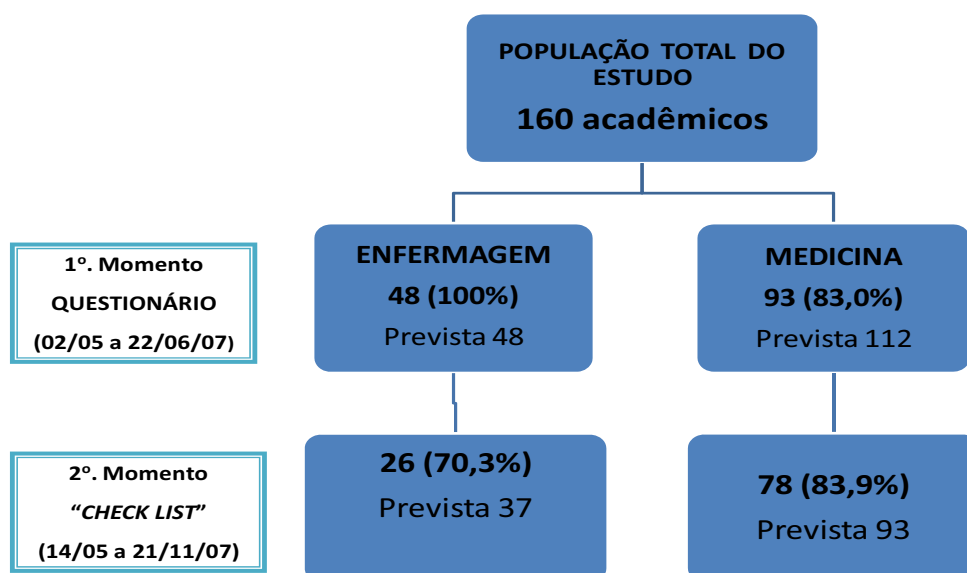 POPULAÇÃO TOTAL DO
ESTUDO
160 acadêmicos
1º. Momento
QUESTIONÁRIO
(02/05 a 22/06/07)
ENFERMAGEM
48 (100%)
Prevista 48
MEDICINA
93 (83,0%)
Prevista 112
2º. Momento
“CHECK LIST”
(14/05 a 21/11/07)
26 (70,3%)
Prevista 37
78 (83,9%)
Prevista 93